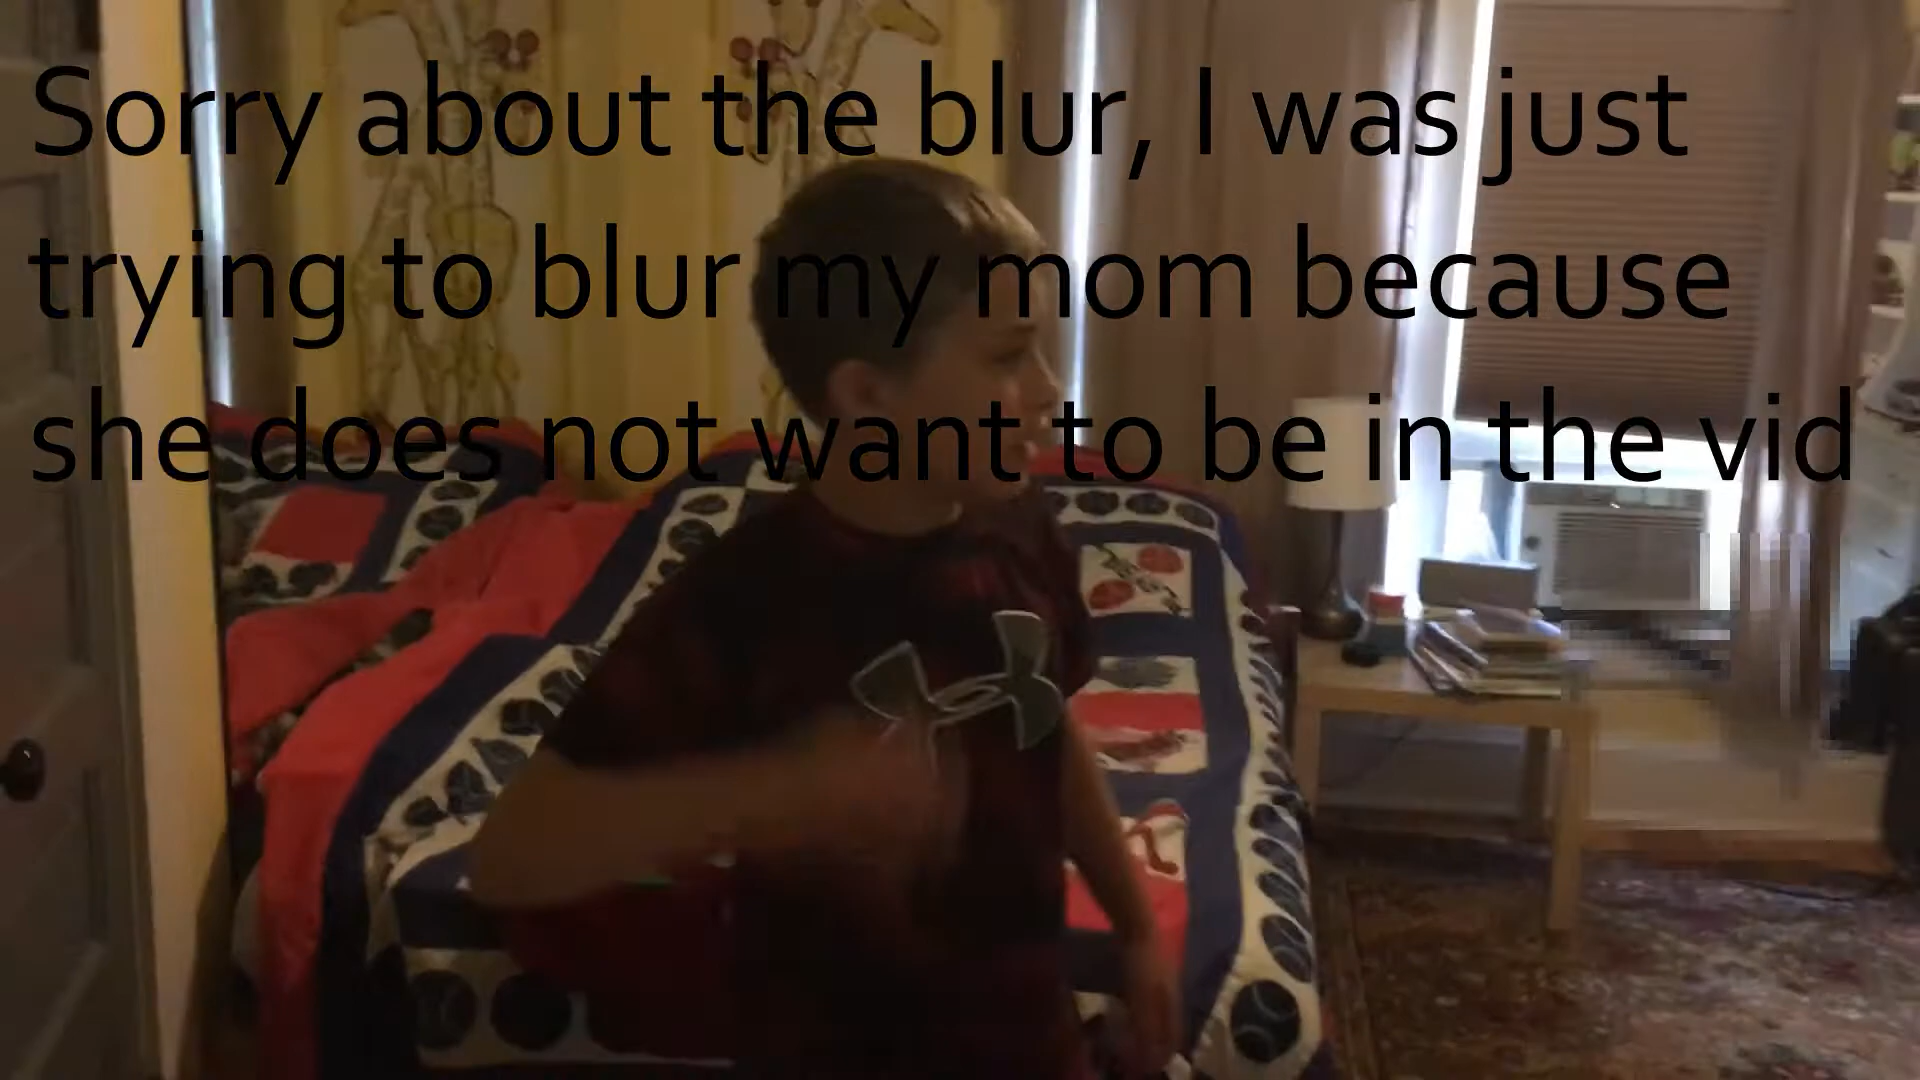 Sorry about the blur, I was just
trying to blur my mom because
she does not want to be in the vid